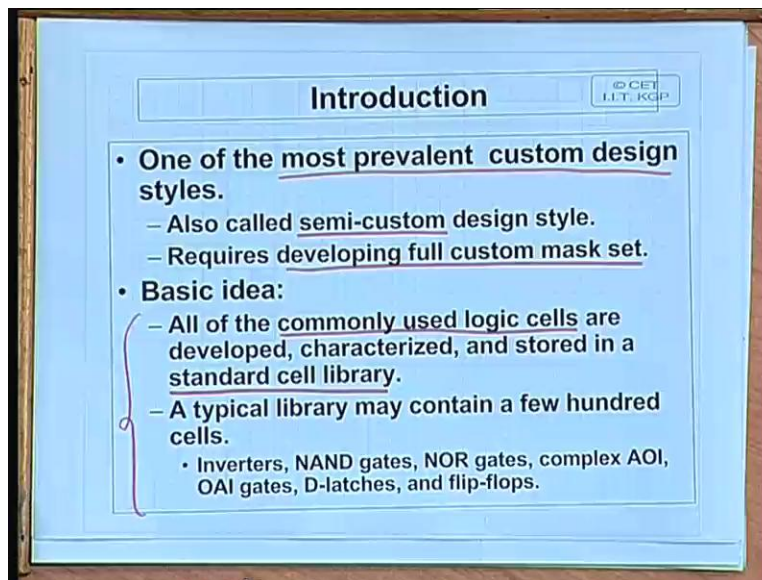 Introduction
© CET
I.I.T. KGP
• One of the most prevalent custom design
styles.
– Also called semi-custom design style.
– Requires developing full custom mask set.
• Basic idea:
– All of the commonly used logic cells are
developed, characterized, and stored in a
standard cell library.
– A typical library may contain a few hundred
cells.
• Inverters, NAND gates, NOR gates, complex AOI,
OAI gates, D-latches, and flip-flops.